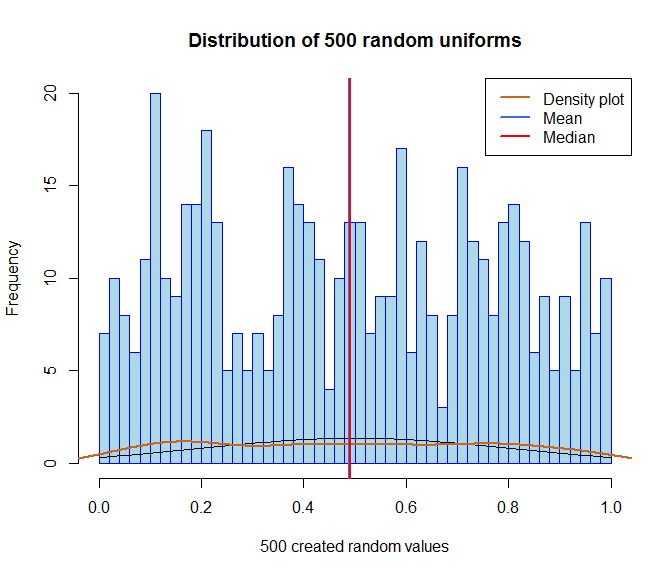 Distribution of 500 random uniforms
Density plot
Mean
Median
Frequency
20
15
10
5
0
0.0 0.2 0.4 0.6 0.8 1.0
500 created random values